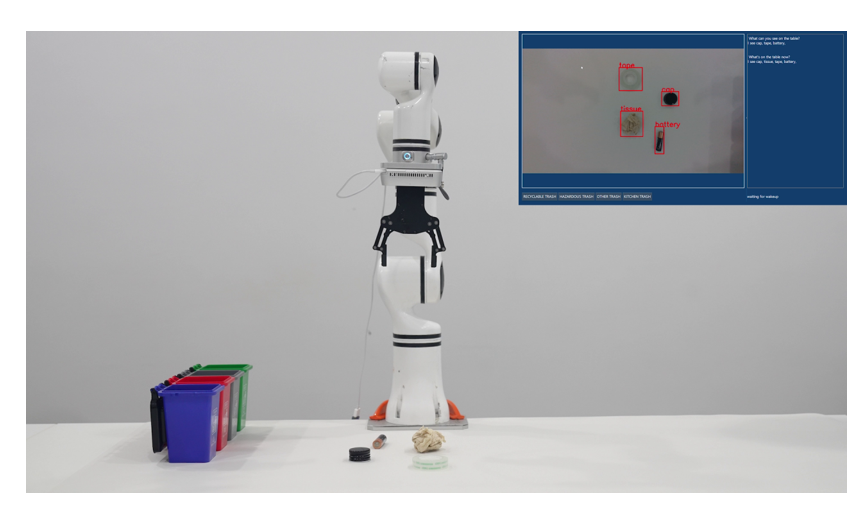 tape
cap
tissue
battery
What can you see on the table?
I see cap, tape, battery,
What's on the table now?
I see cap, tissue, tape, battery,
RECYCLABLE TRASH HAZARDOUS TRASH OTHER TRASH KITCHEN TRASH
waiting for wakeup